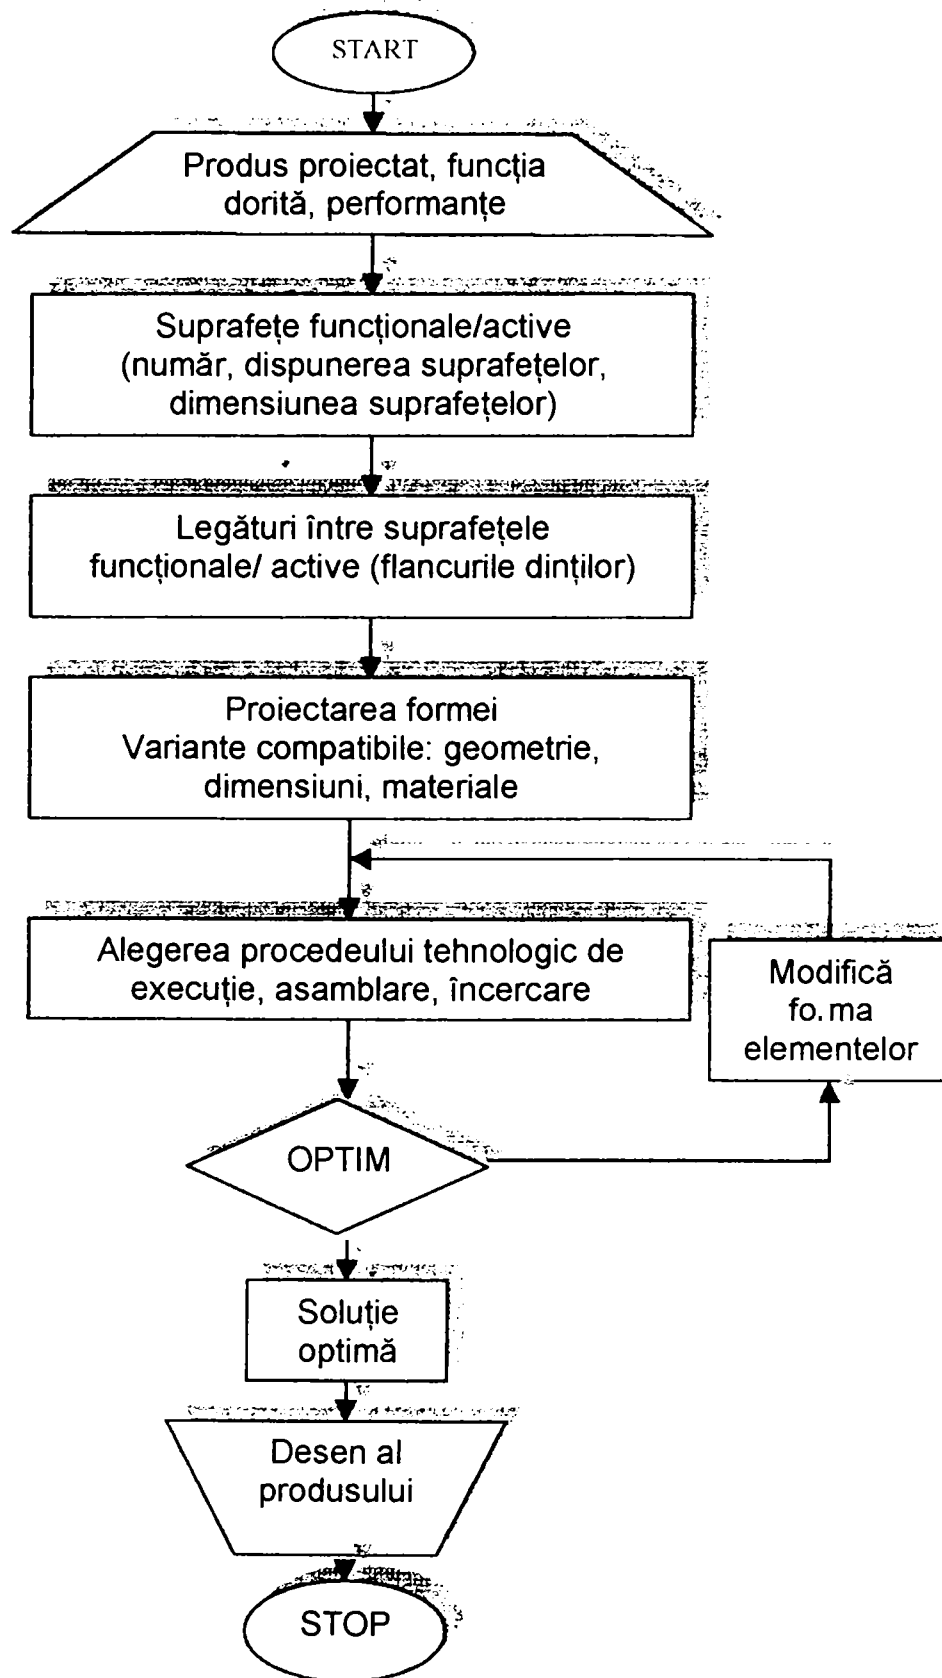 START
Produs proiectat, funcția
dorită, performanțe
Suprafețe funcționale/active
(număr, dispunerea suprafețelor,
dimensiunea suprafețelor)
Legături între suprafețele
funcționale/ active (flancurile dinților)
Proiectarea formei
Variante compatibile: geometrie,
dimensiuni, materiale
Alegerea procedeului tehnologic de
execuție, asamblare, încercare
Modifică
fo.ma
elementelor
OPTIM
Soluție
optimă
Desen al
produsului
STOP